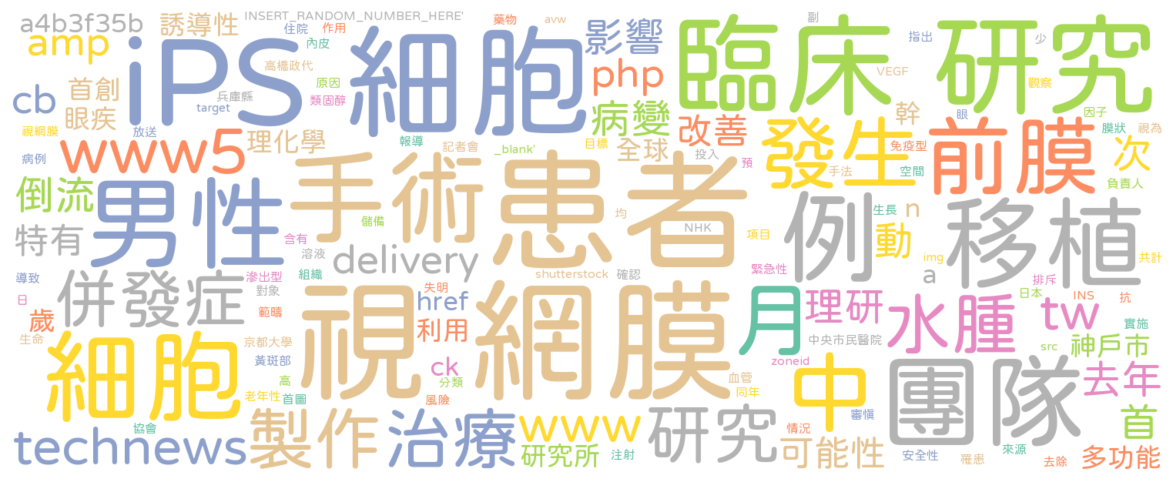 a4b3f35b
誘導性
INSERT_RANDOM_NUMBER_HERE'
藥物
avw
副
amp
iPS 細胞
住院
作用
內皮
影響
臨床 研究
指出
少
cb
首創
高橋政代
原因
php
VEGF
觀察
眼疾
兵庫縣
類固醇
target
病變
幹
眼
因子
視網膜
放送
理化學
報導
記者會
_blank'
目標
改善
發生
免疫型
膜狀
視為
病例
www5
全球
投入
預
手法
空間
前膜
次
負責人
倒流
男性
手術
患者
儲備
均
NHK
項目
例
生長
n
移植
特有
含有
溶液
delivery
動
img
共計
導致
併發症
滲出型
組織
對象
shutterstock
確認
緊急性
a
排斥
日
範疇
失明
href
視網膜
月
理研
水腫
日本
INS
抗
tw
歲
生命
利用
中央市民醫院
實施
細胞
京都大學
黃斑部
ck
分類
血管
同年
zoneid
src
神戶市
老年性
高
首圖
風險
中
團隊
去年
technews
協會
製作
治療
www
研究所
注射
研究
審慎
情況
可能性
安全性
罹患
來源
去除
首
多功能